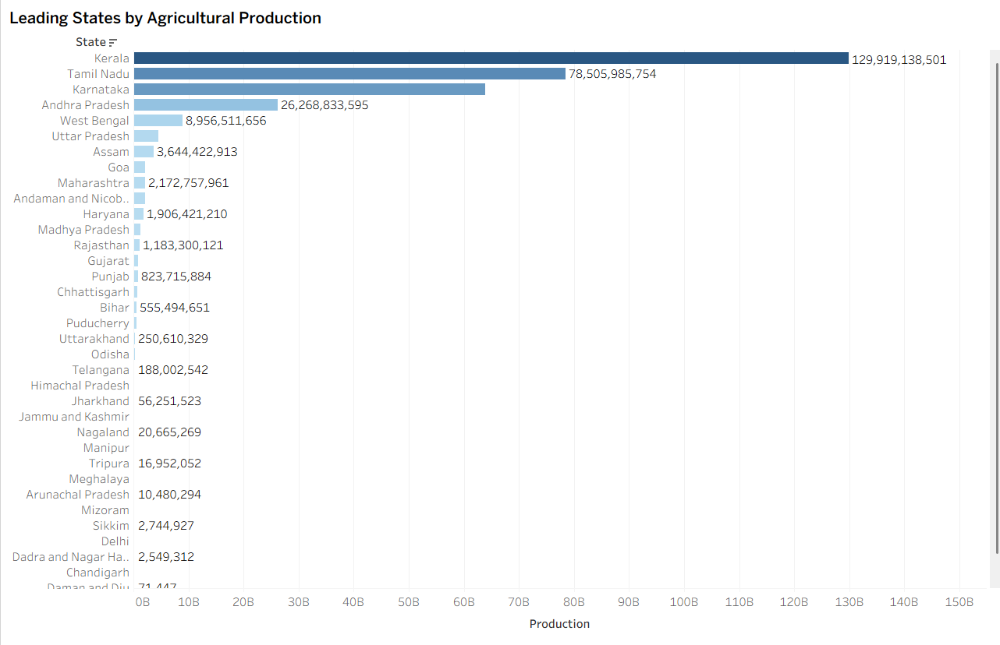 Leading States by Agricultural Production
State
Kerala 129,919,138,501
Tamil Nadu 78,505,985,754
Karnataka
Andhra Pradesh 26,268,833,595
West Bengal 8,956,511,656
Uttar Pradesh
Assam 3,644,422,913
Goa
Maharashtra 2,172,757,961
Andaman and Nicob..
Haryana 1,906,421,210
Madhya Pradesh
Rajasthan 1,183,300,121
Gujarat
Punjab 823,715,884
Chhattisgarh
Bihar 555,494,651
Puducherry
Uttarakhand 250,610,329
Odisha
Telangana 188,002,542
Himachal Pradesh
Jharkhand 56,251,523
Jammu and Kashmir
Nagaland 20,665,269
Manipur
Tripura 16,952,052
Meghalaya
Arunachal Pradesh 10,480,294
Mizoram
Sikkim 2,744,927
Delhi
Dadra and Nagar Ha.. 2,549,312
Chandigarh
Daman and Diu 71,447
0B 10B 20B 30B 40B 50B 60B 70B 80B 90B 100B 110B 120B 130B 140B 150B
Production